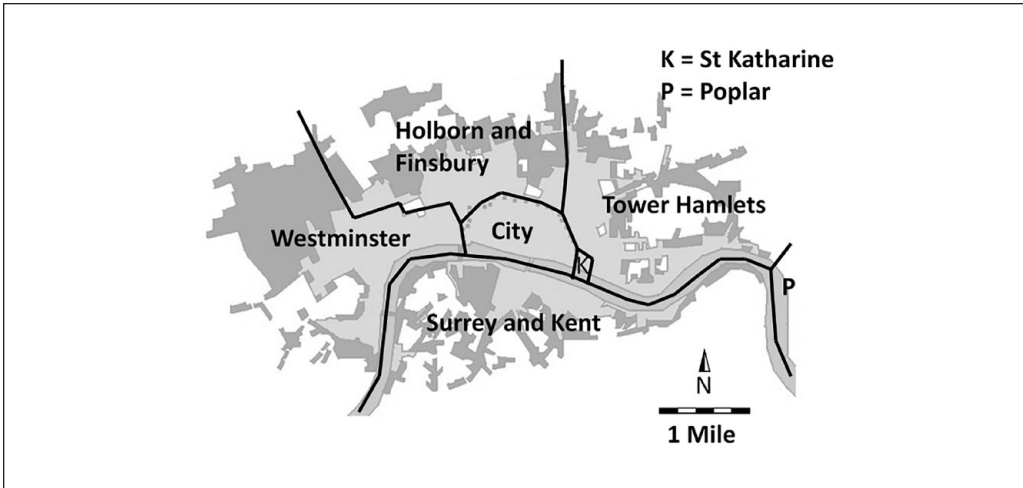 K = St Katharine
P = Poplar
Holborn and
Finsbury
Tower Hamlets
Westminster
City
K
P
Surrey and Kent
N
1 Mile